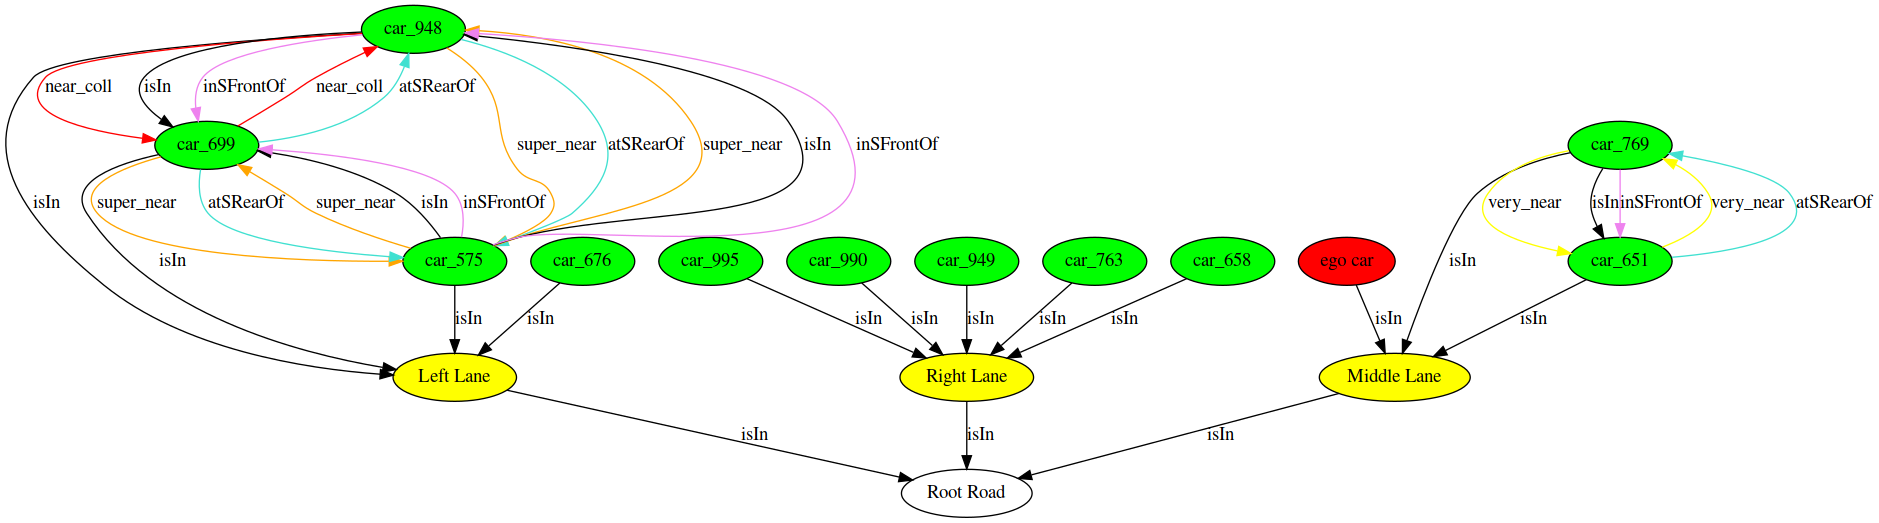 car_948
near_coll
isIn
inSFrontOf
near_coll
atSRearOf
car_699
super_near
atSRearOf
super_near
isIn
inSFrontOf
car_769
isIn
super_near
atSRearOf
super_near
isIn
inSFrontOf
isIn
very_near
isIn
inSFrontOf
very_near
atSRearOf
isIn
car_575
car_676
car_995
car_990
car_949
car_763
car_658
ego car
car_651
isIn
isIn
isIn
isIn
isIn
isIn
isIn
isIn
isIn
Left Lane
Right Lane
Middle Lane
isIn
isIn
isIn
Root Road